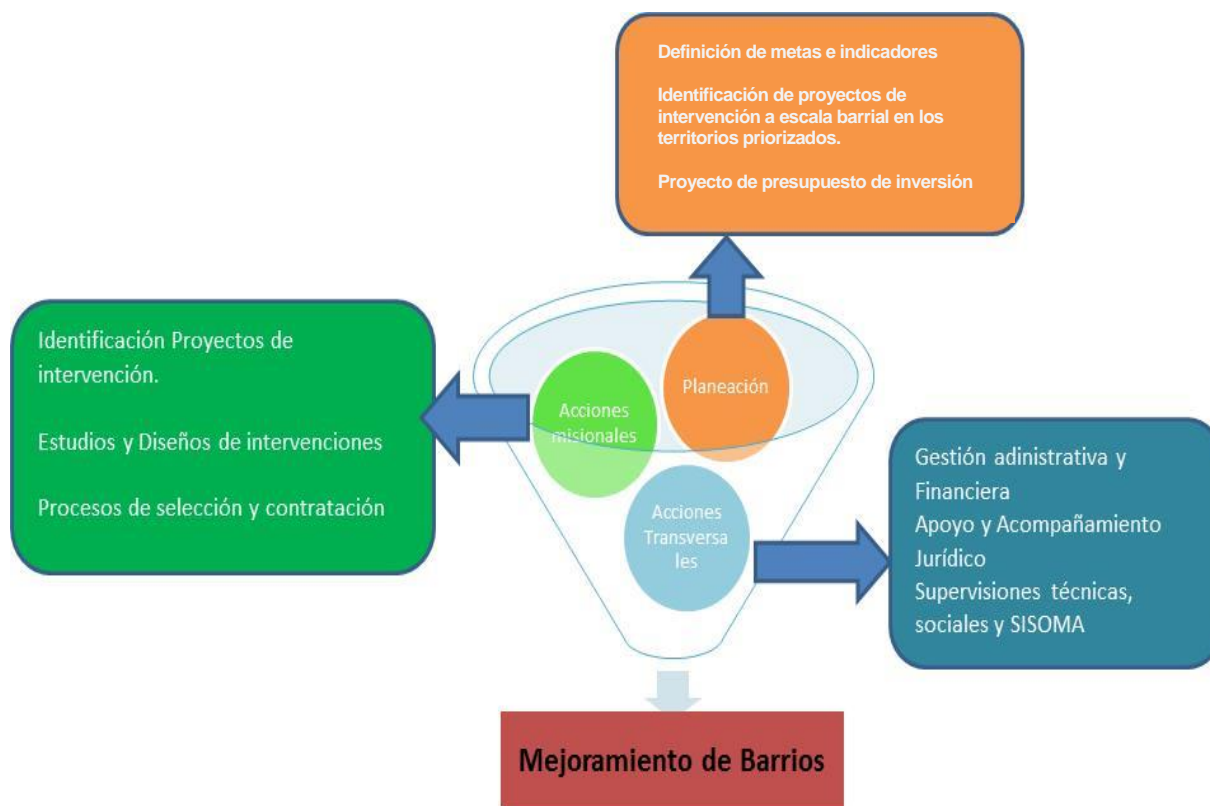 Definición de metas e indicadores
Identificación de proyectos de
intervención a escala barrial en los
territorios priorizados.
Proyecto de presupuesto de inversión
Identificación Proyectos de
intervención.
Estudios y Diseños de intervenciones
Procesos de selección y contratación
Acciones
misionales
Planeación
Acciones
Transversa
les
Gestión adinistrativa y
Financiera
Apoyo y Acompañamiento
Jurídico
Supervisiones técnicas,
sociales y SISOMA
Mejoramiento de Barrios